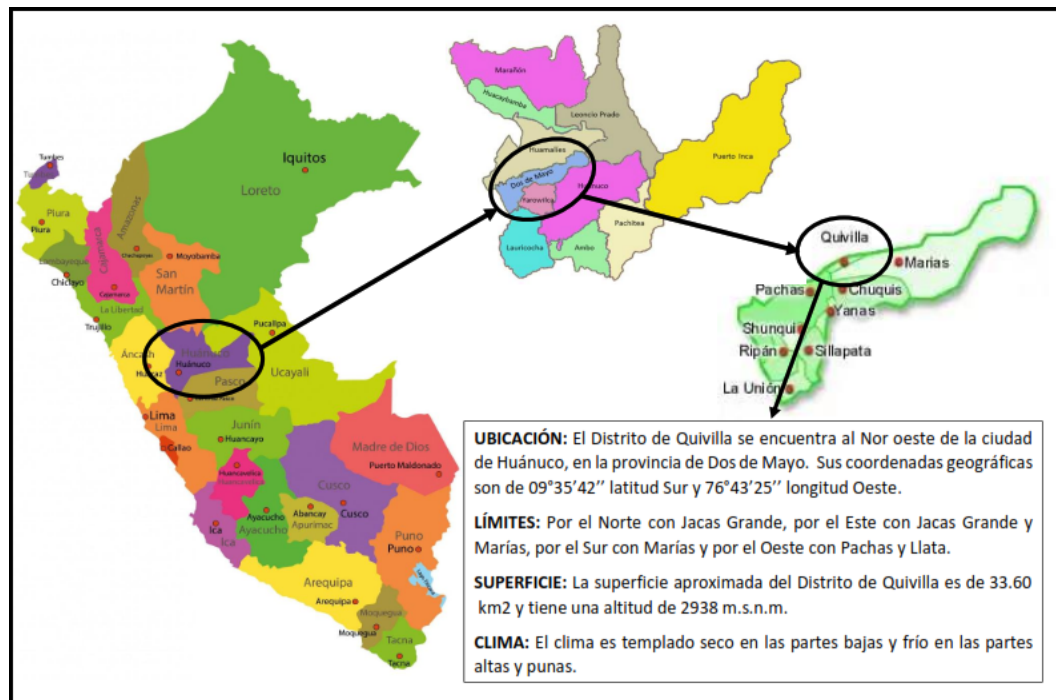 Iquitos
Loreto
Tumbes
Tumbes
Piura
Piura
Amazonas
Cajamarca
Lambayeque
Chachapoyas
Moyobamba
Chiclayo
San
Martín
Cajamarca
La Libertad
Trujillo
Pucallpa
Áncash
Huánuco
Huaraz
Huánuco
Ucayali
Pasco
Lima
Lima
Junín
Callao
Huancayo
Madre de Dios
Puerto Maldonado
Huancavelica
Huancavelica
Cusco
Ayacucho
Abancay
Cusco
Ica
Ayacucho
Apurímac
Ica
Puno
Puno
Arequipa
Arequipa
Moquegua
Moquegua
Tacna
Tacna
Marañón
Huacaybamba
Leoncio Prado
Huamalíes
Puerto Inca
Dos de Mayo
Huánuco
Yarowilca
Pachitea
Lauricocha
Ambo
Quivilla
Marias
Pachas
Chuquis
Yanas
Shunqui
Ripán
Sillapata
La Unión
UBICACIÓN: El Distrito de Quivilla se encuentra al Nor oeste de la ciudad
de Huánuco, en la provincia de Dos de Mayo. Sus coordenadas geográficas
son de 09°35’42’’ latitud Sur y 76°43’25’’ longitud Oeste.
LÍMITES: Por el Norte con Jacas Grande, por el Este con Jacas Grande y
Marías, por el Sur con Marías y por el Oeste con Pachas y Llata.
SUPERFICIE: La superficie aproximada del Distrito de Quivilla es de 33.60
km2 y tiene una altitud de 2938 m.s.n.m.
CLIMA: El clima es templado seco en las partes bajas y frío en las partes
altas y punas.